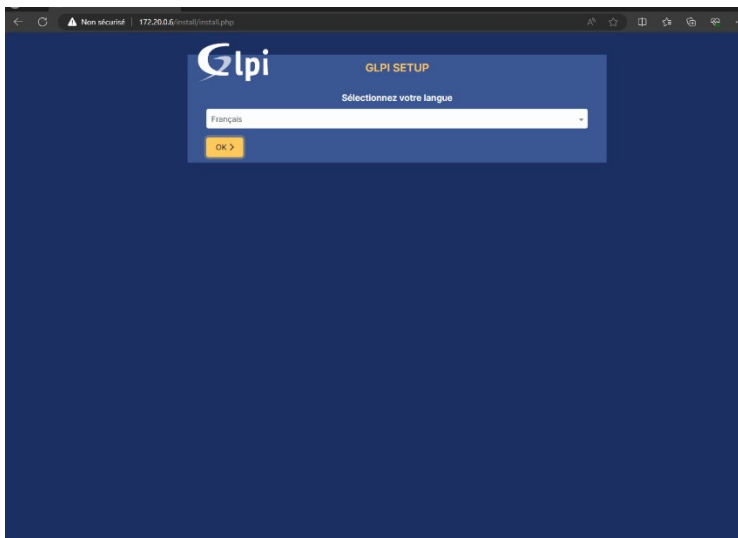 Non sécurisé | 172.20.0.6/install/install.php
Glpi
GLPI SETUP
Sélectionnez votre langue
Français
OK >